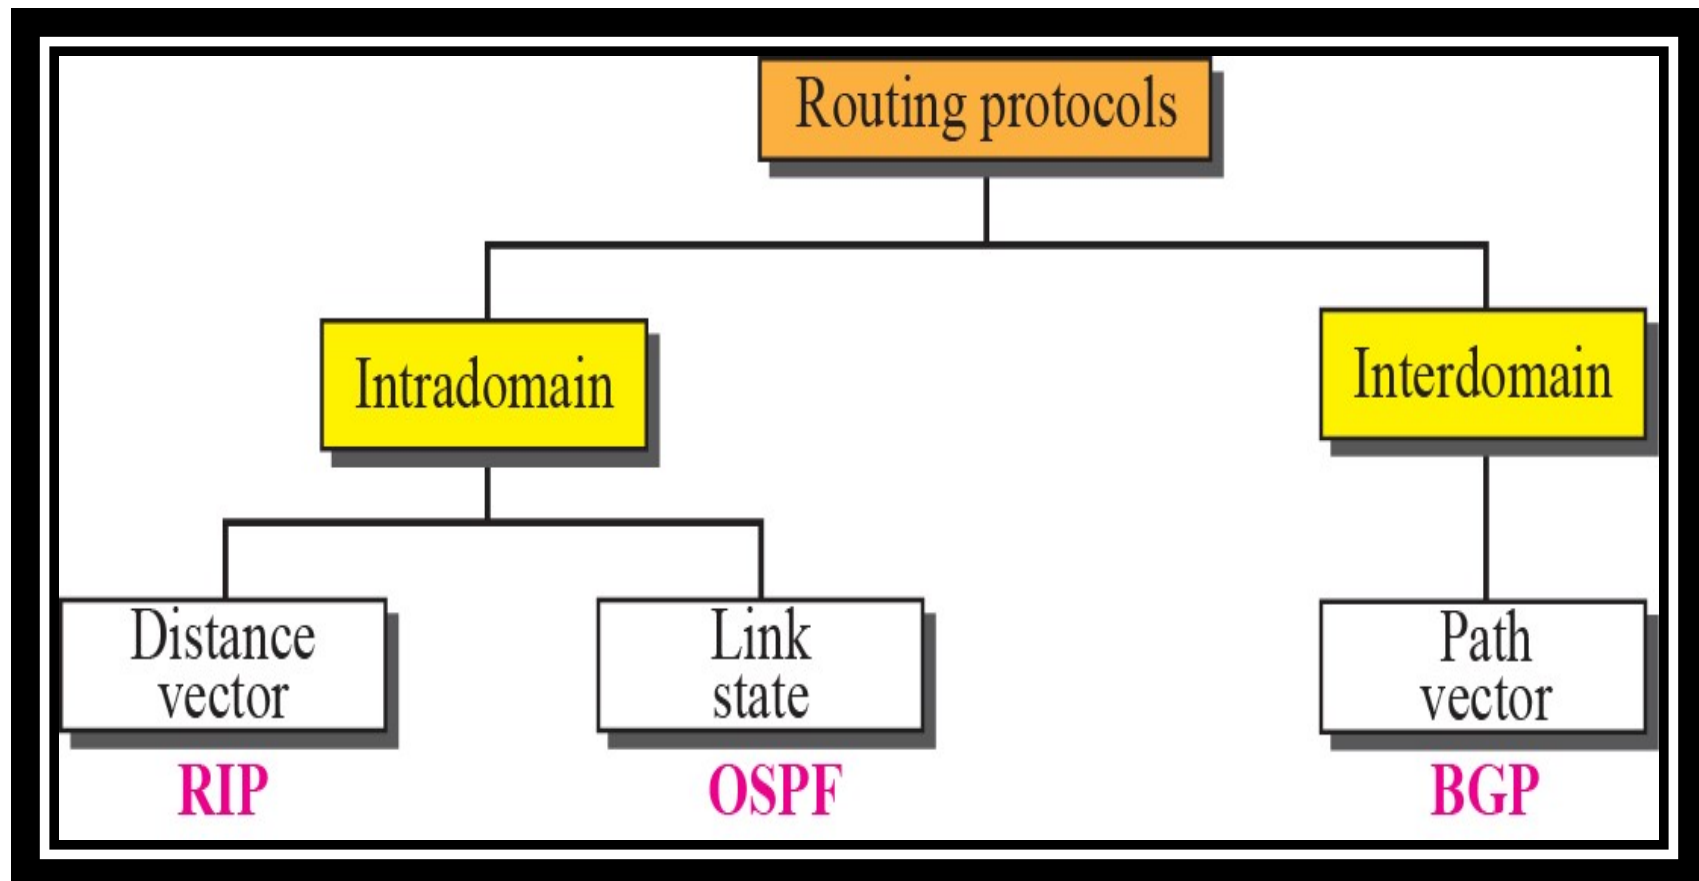 Routing protocols
Intradomain
Interdomain
Distance
vector
Link
state
Path
vector
RIP
OSPF
BGP